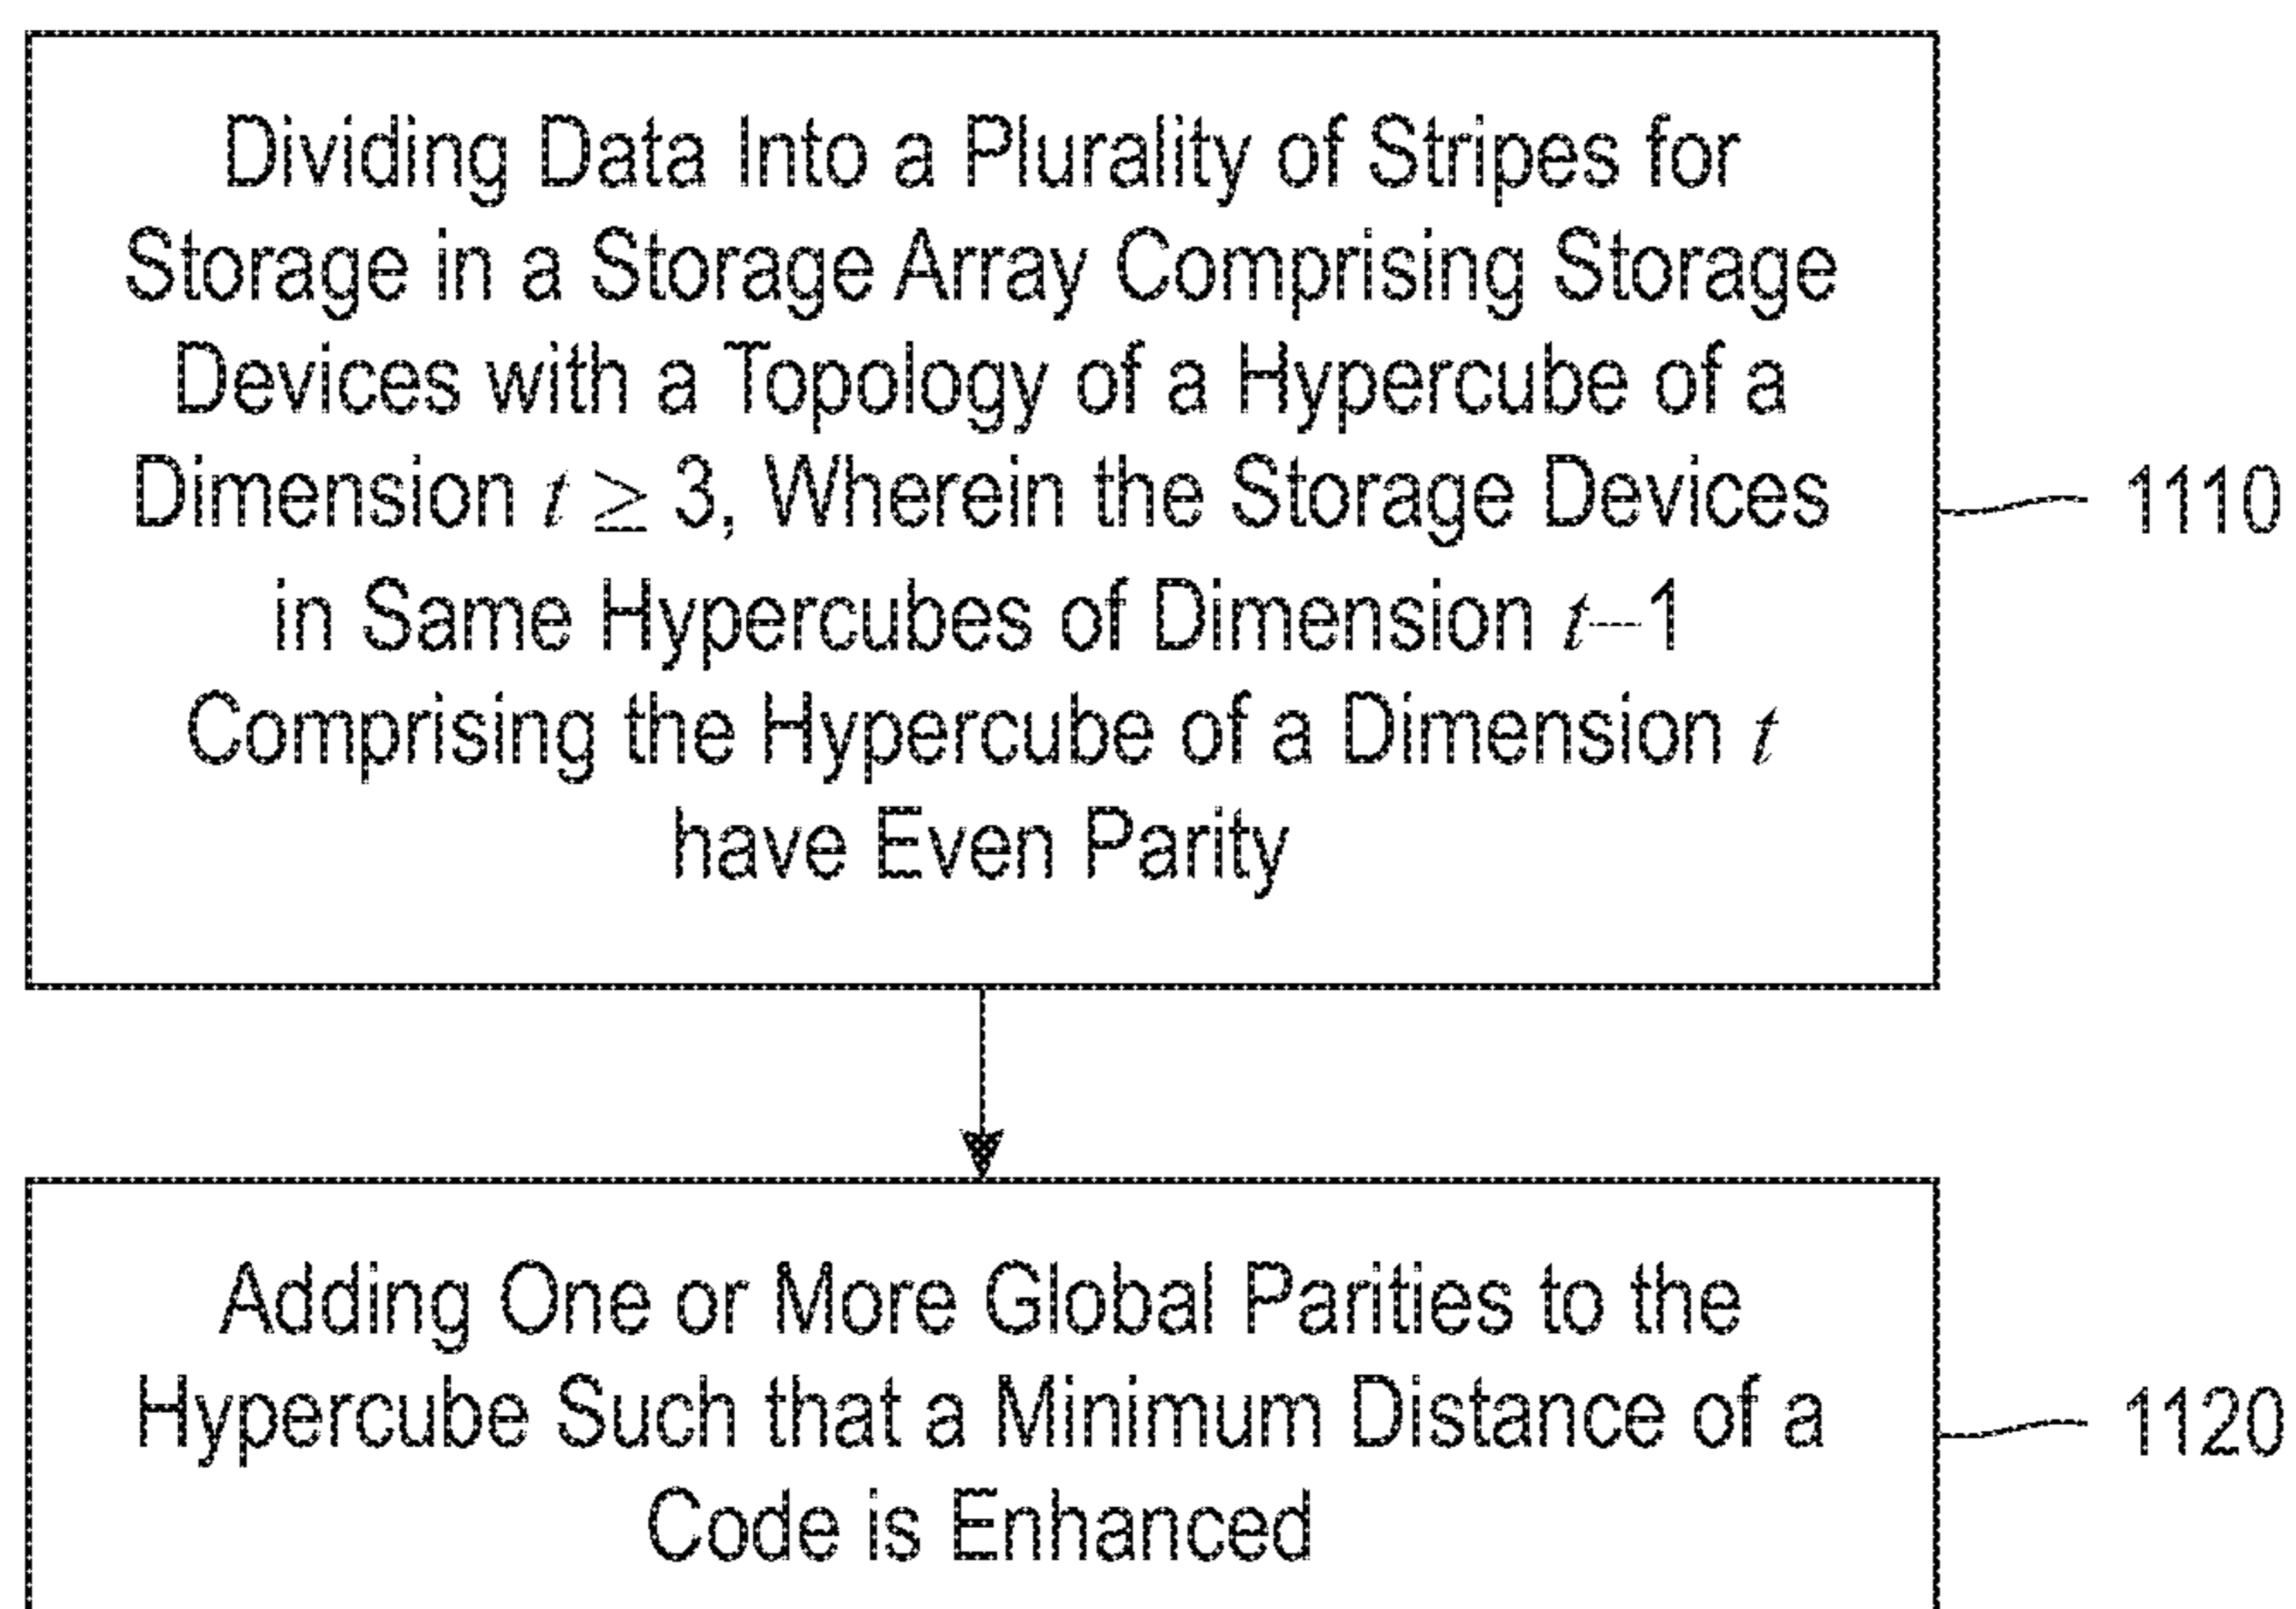 Dividing Data Into a Plurality of Stripes for
Storage in a Storage Array Comprising Storage
Devices with a Topology of a Hypercube of a
Dimension t ≥ 3, Wherein the Storage Devices
in Same Hypercubes of Dimension t–1
Comprising the Hypercube of a Dimension t
have Even Parity
1110
Adding One or More Global Parities to the
Hypercube Such that a Minimum Distance of a
Code is Enhanced
1120